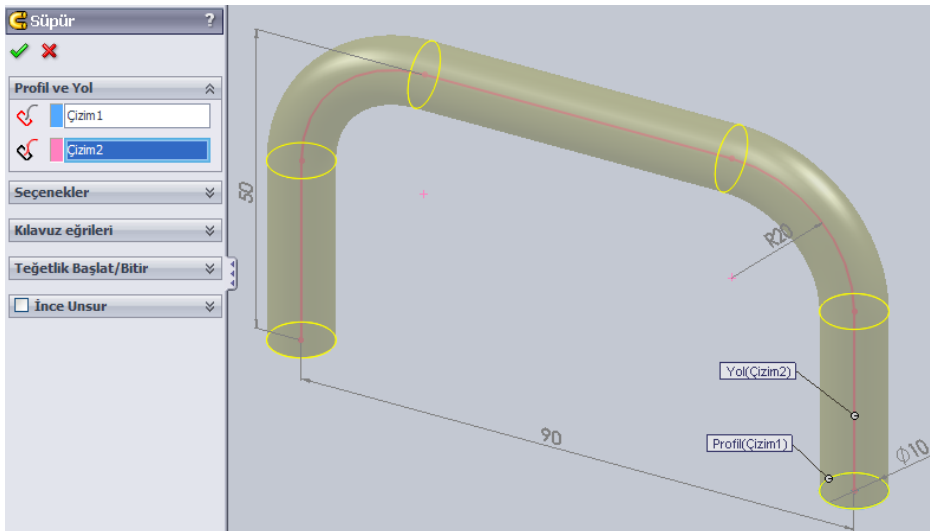 Süpür ?
Profil ve Yol
Çizim1
Çizim2
Seçenekler
Kılavuz eğrileri
Teğetlik Başlat/Bitir
İnce Unsur
50
R20
Yol(Çizim2)
90
Profil(Çizim1)
Φ10